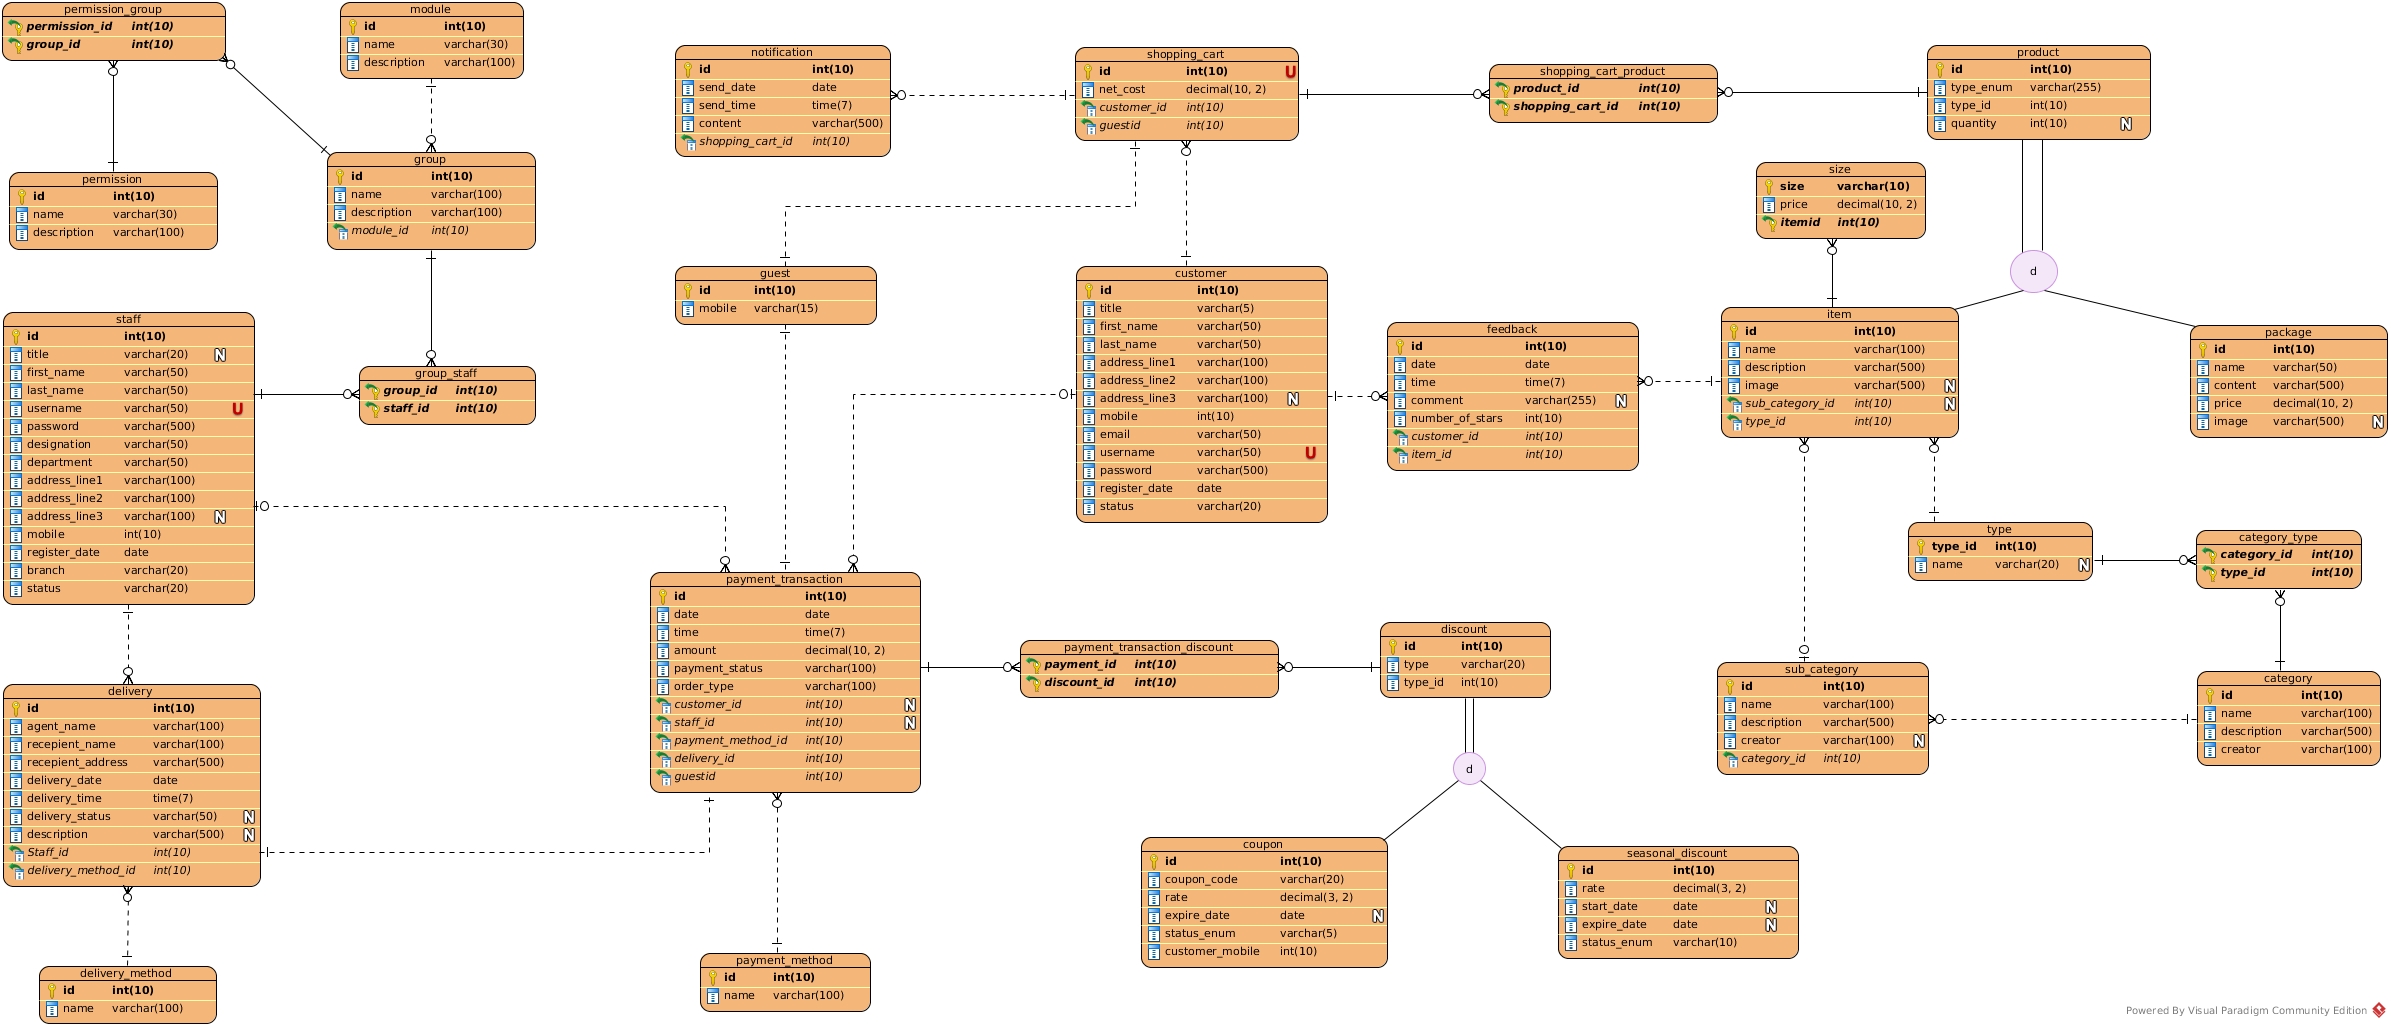 permission_group
permission_id int(10)
group_id int(10)
module
id int(10)
name varchar(30)
description varchar(100)
notification
id int(10)
send_date date
send_time time(7)
content varchar(500)
shopping_cart_id int(10)
shopping_cart
id int(10) U
net_cost decimal(10, 2)
customer_id int(10)
guestid int(10)
shopping_cart_product
product_id int(10)
shopping_cart_id int(10)
product
id int(10)
type_enum varchar(255)
type_id int(10)
quantity int(10) N
permission
id int(10)
name varchar(30)
description varchar(100)
group
id int(10)
name varchar(100)
description varchar(100)
module_id int(10)
size
size varchar(10)
price decimal(10, 2)
itemid int(10)
d
guest
id int(10)
mobile varchar(15)
customer
id int(10)
title varchar(5)
first_name varchar(50)
last_name varchar(50)
address_line1 varchar(100)
address_line2 varchar(100)
address_line3 varchar(100) N
mobile int(10)
email varchar(50)
username varchar(50) U
password varchar(500)
register_date date
status varchar(20)
feedback
id int(10)
date date
time time(7)
comment varchar(255) N
number_of_stars int(10)
customer_id int(10)
item_id int(10)
item
id int(10)
name varchar(100)
description varchar(500)
image varchar(500) N
sub_category_id int(10) N
type_id int(10)
package
id int(10)
name varchar(50)
content varchar(500)
price decimal(10, 2)
image varchar(500) N
staff
id int(10)
title varchar(20) N
first_name varchar(50)
last_name varchar(50)
username varchar(50) U
password varchar(500)
designation varchar(50)
department varchar(50)
address_line1 varchar(100)
address_line2 varchar(100)
address_line3 varchar(100) N
mobile int(10)
register_date date
branch varchar(20)
status varchar(20)
group_staff
group_id int(10)
staff_id int(10)
type
type_id int(10)
name varchar(20) N
category_type
category_id int(10)
type_id int(10)
payment_transaction
id int(10)
date date
time time(7)
amount decimal(10, 2)
payment_status varchar(100)
order_type varchar(100)
customer_id int(10) N
staff_id int(10) N
payment_method_id int(10)
delivery_id int(10)
guestid int(10)
payment_transaction_discount
payment_id int(10)
discount_id int(10)
discount
id int(10)
type varchar(20)
type_id int(10)
sub_category
id int(10)
name varchar(100)
description varchar(500)
creator varchar(100) N
category_id int(10)
category
id int(10)
name varchar(100)
description varchar(500)
creator varchar(100)
delivery
id int(10)
agent_name varchar(100)
recepient_name varchar(100)
recepient_address varchar(500)
delivery_date date
delivery_time time(7)
delivery_status varchar(50) N
description varchar(500) N
Staff_id int(10)
delivery_method_id int(10)
d
coupon
id int(10)
coupon_code varchar(20)
rate decimal(3, 2)
expire_date date N
status_enum varchar(5)
customer_mobile int(10)
seasonal_discount
id int(10)
rate decimal(3, 2)
start_date date N
expire_date date N
status_enum varchar(10)
delivery_method
id int(10)
name varchar(100)
payment_method
id int(10)
name varchar(100)
Powered By Visual Paradigm Community Edition